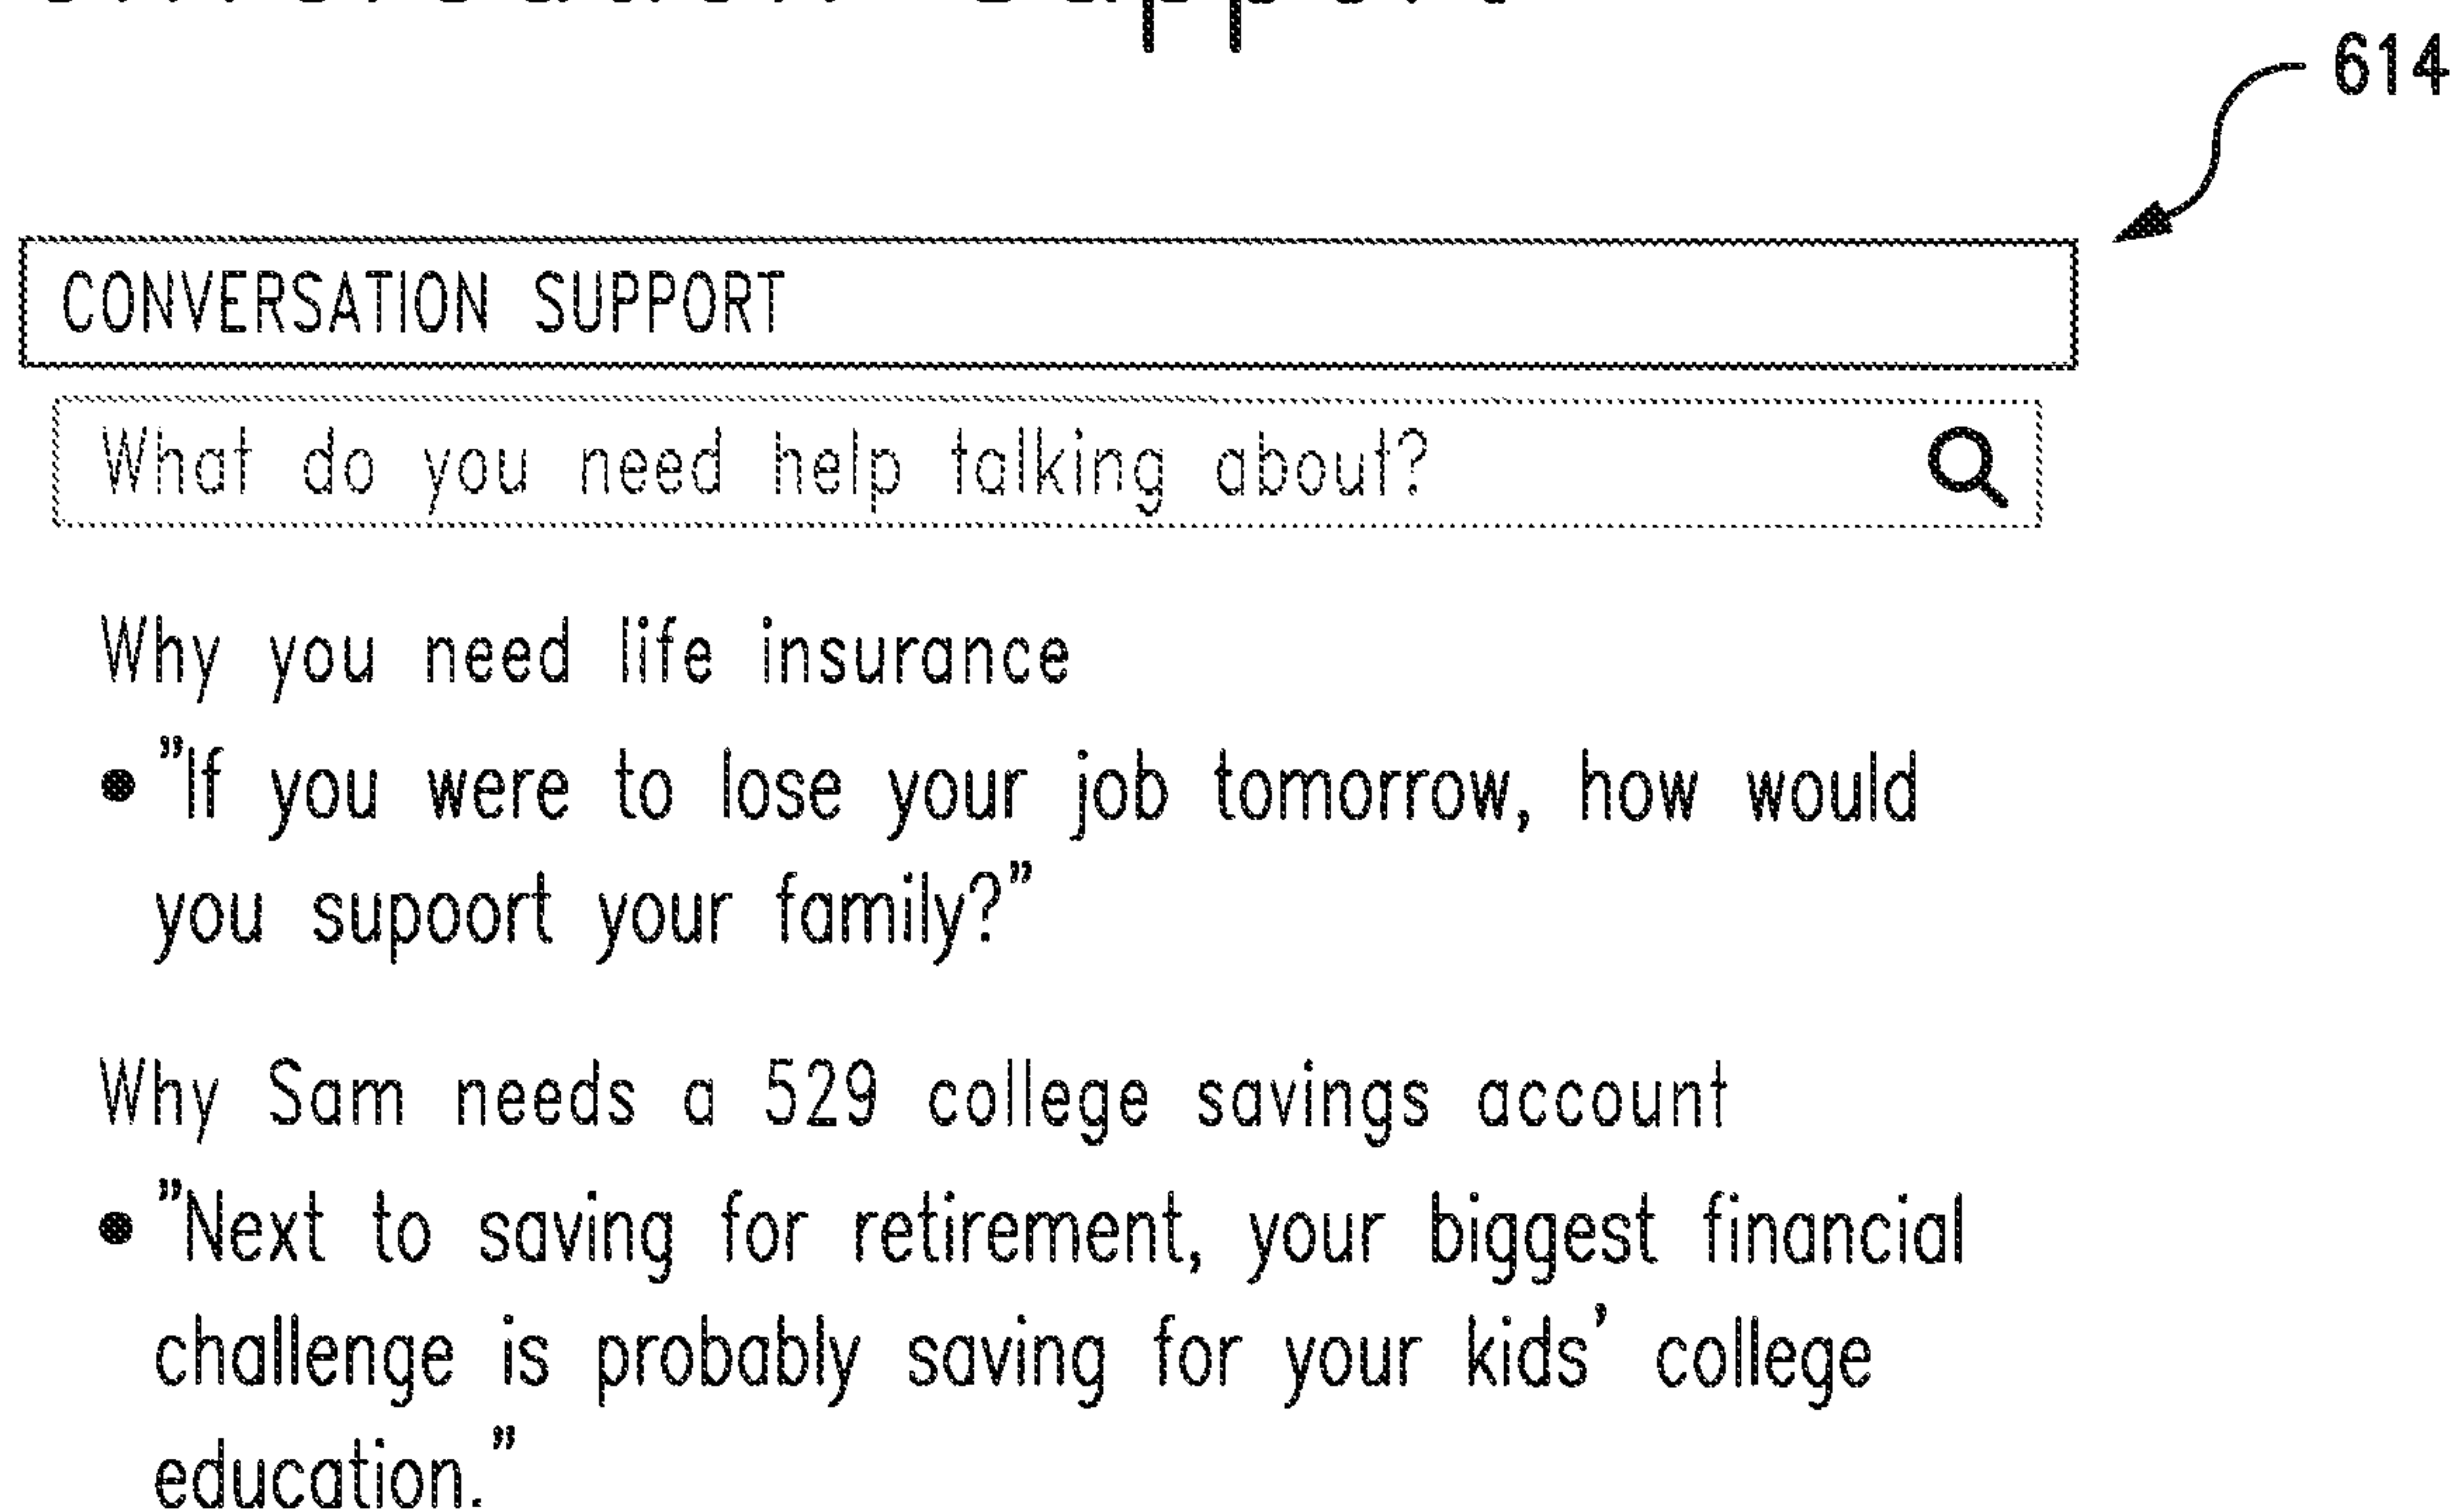 614
CONVERSATION SUPPORT
What do you need help talking about?
Why you need life insurance
• ”If you were to lose your job tomorrow, how would
you supoort your family?”
Why Sam needs a 529 college savings account
• ”Next to saving for retirement, your biggest financial
challenge is probably saving for your kids’ college
education.”